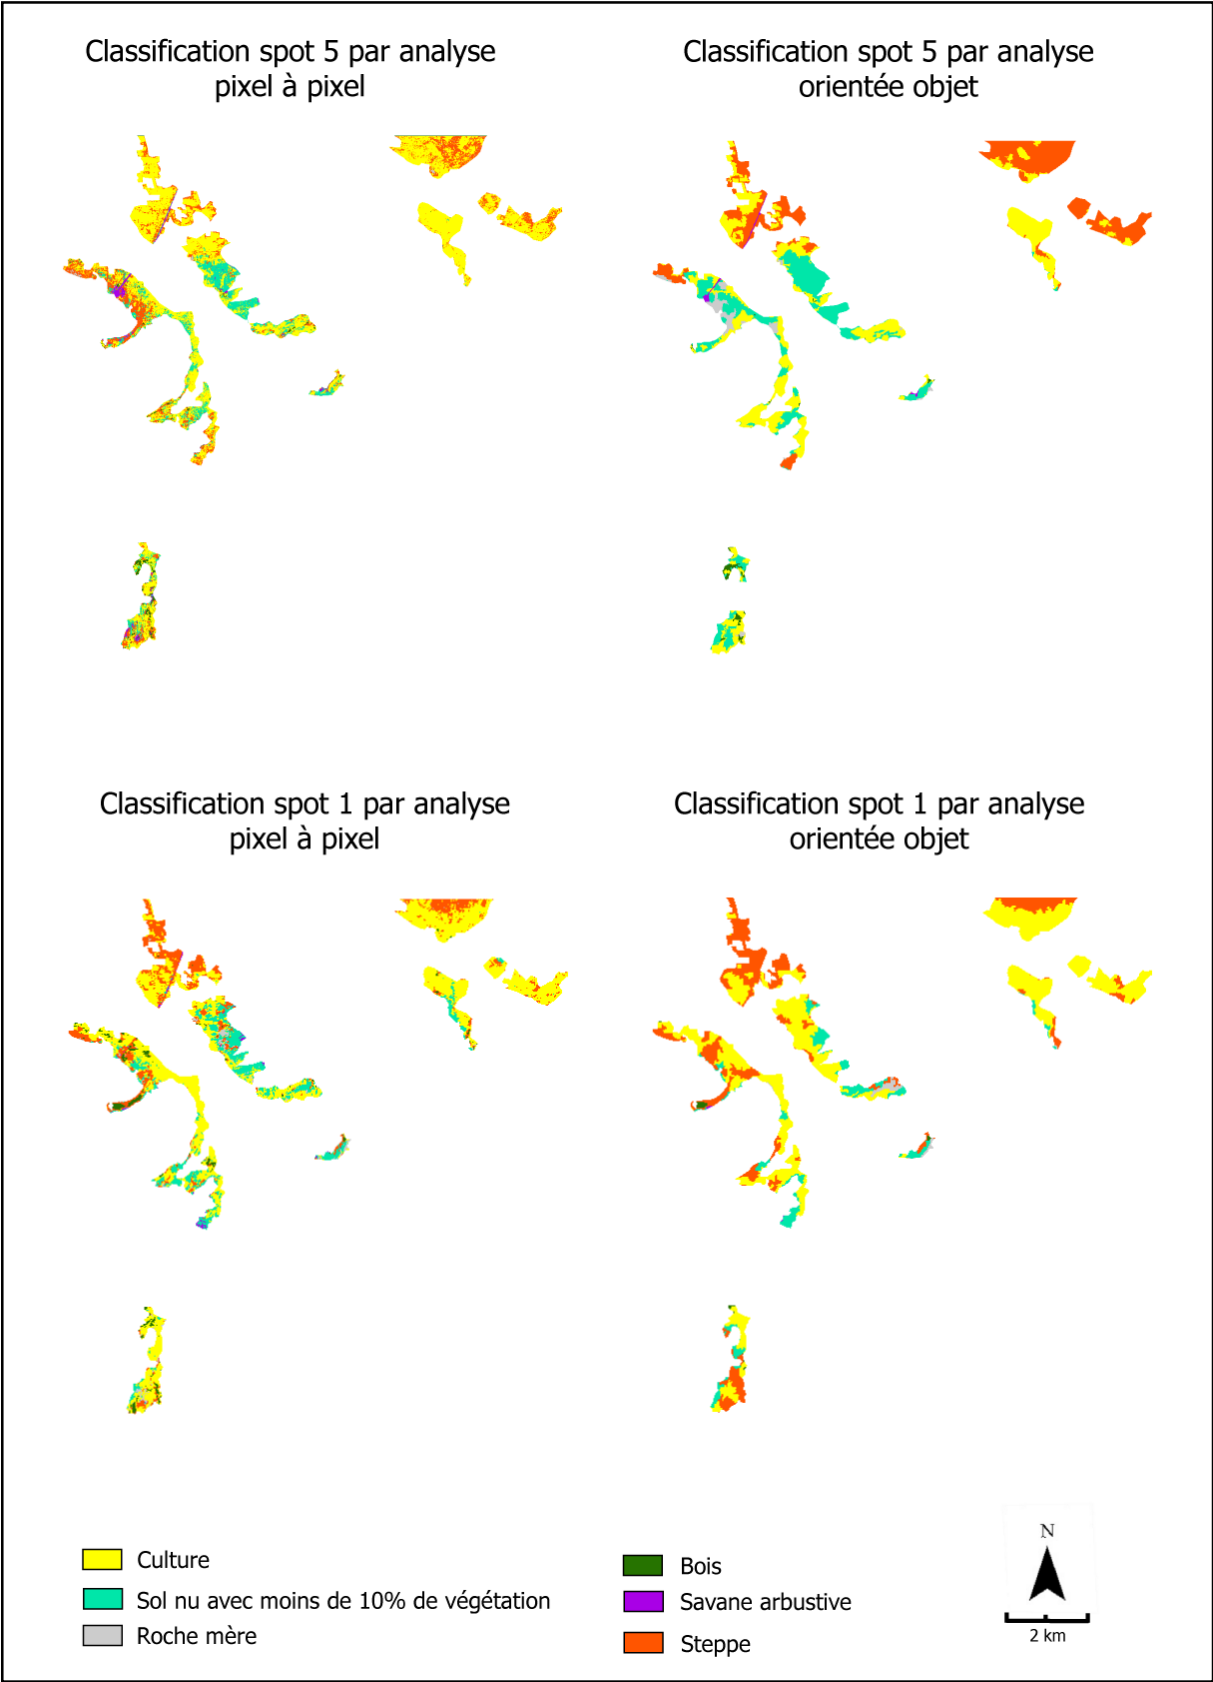 Classification spot 5 par analyse
pixel à pixel
Classification spot 5 par analyse
orientée objet
Classification spot 1 par analyse
pixel à pixel
Classification spot 1 par analyse
orientée objet
Culture
Sol nu avec moins de 10% de végétation
Roche mère
Bois
Savane arbustive
Steppe
N
2 km